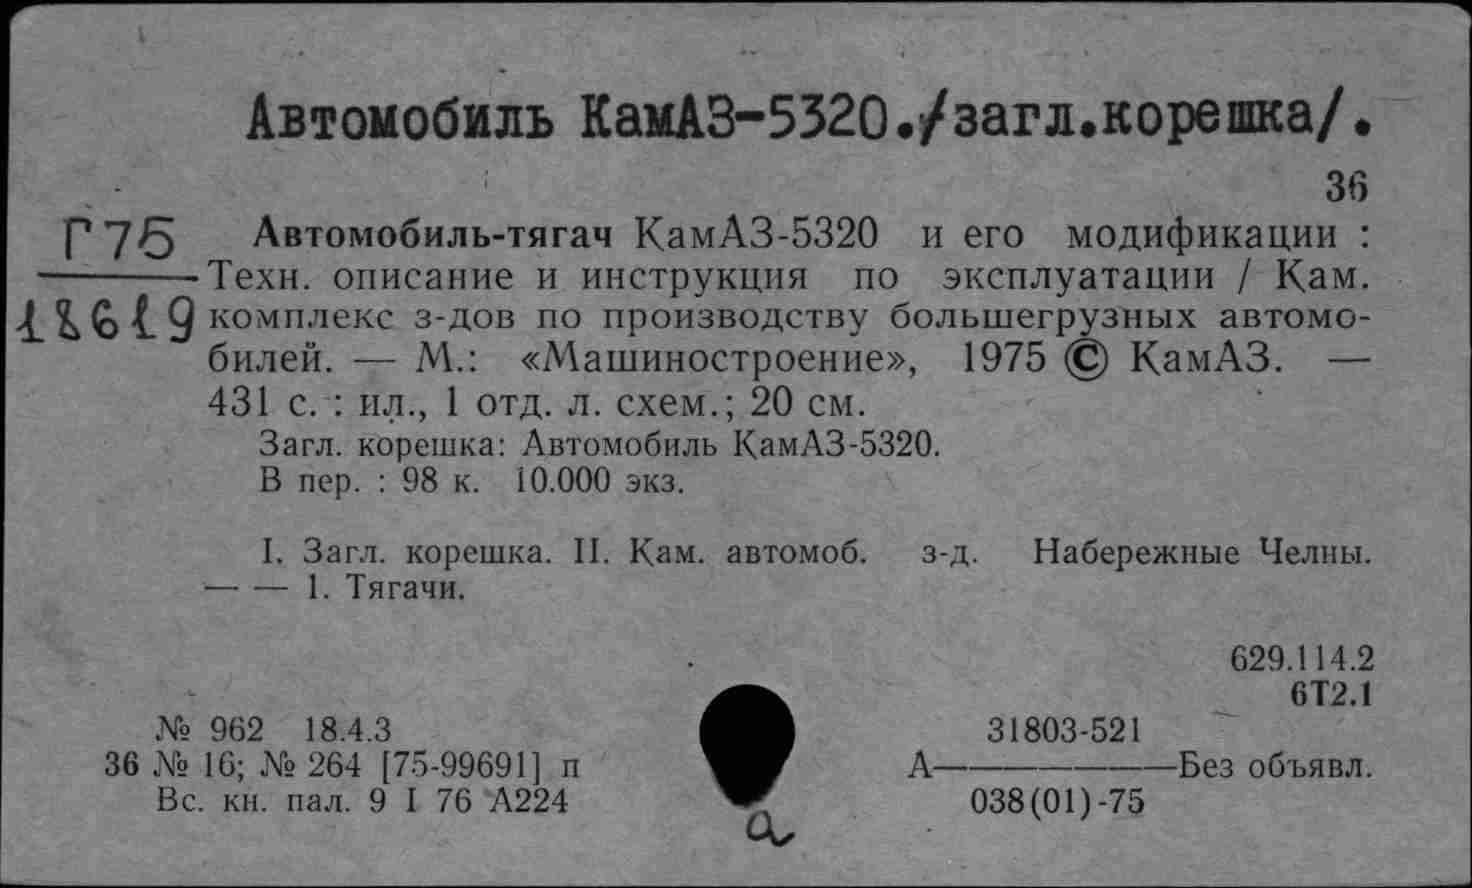 Автомобиль КамАЗ-5320./загл.корешка/.
36
Г75
Автомобиль-тягач КамАЗ-5320 и его модификации :
Техн. описание и инструкция по эксплуатации / Кам.
комплекс з-дов по производству большегрузных автомо-
билей. — М.: «Машиностроение», 1975 © КамАЗ. —
431 с. : ил., 1 отд. л. схем.; 20 см.
Загл. корешка: Автомобиль КамАЗ-5320.
В пер. : 98 к. 10.000 экз.
I. Загл. корешка. II. Кам. автомоб. з-д. Набережные Челны.
— — 1. Тягачи.
629.114.2
6Т2.1
№ 962 18.4.3
36 № 16; № 264 [75-99691] п
Вс. кн. пал. 9 I 76 А224
31803-521
А————Без объявл.
038(01)-75
а